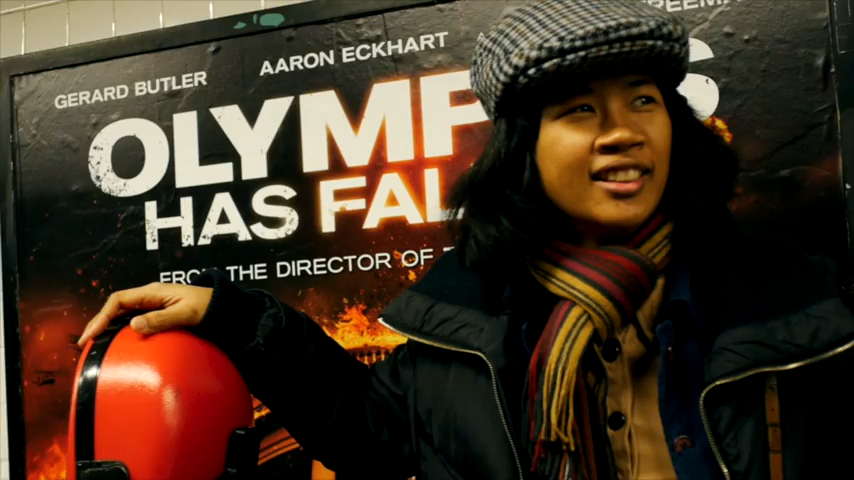 GERARD BUTLER AARON ECKHART
OLYMP S
HAS FAL
FROM THE DIRECTOR OF